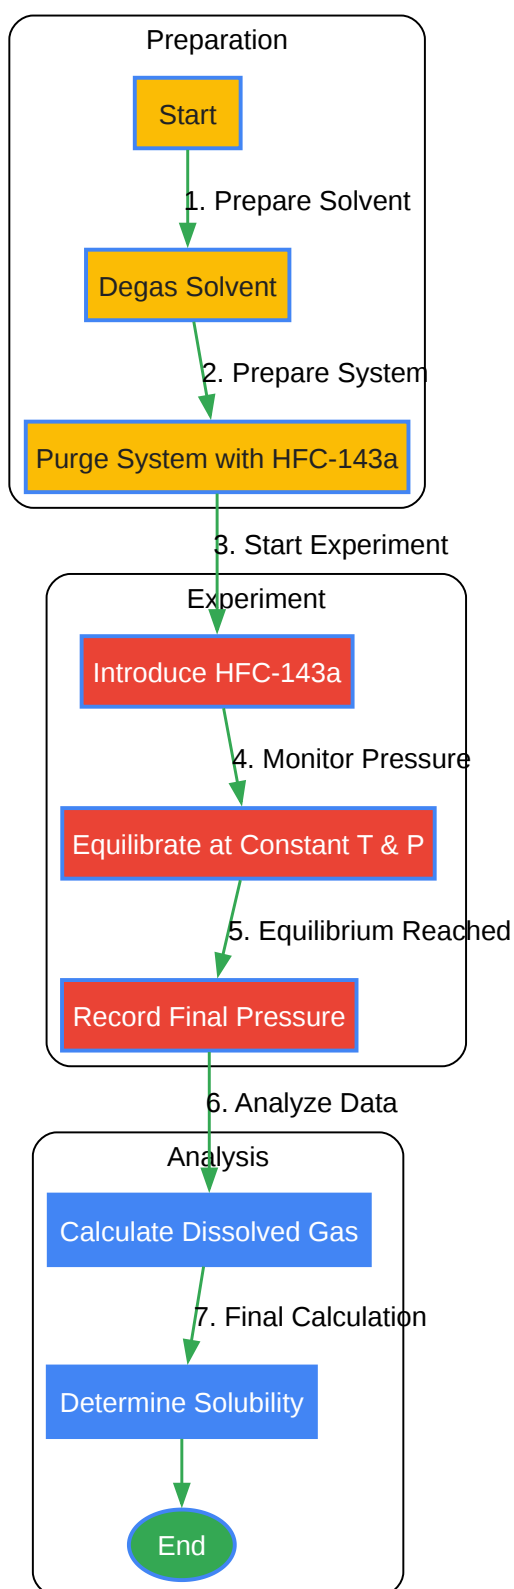 Preparation
Start
1. Prepare Solvent
Degas Solvent
2. Prepare System
Purge System with HFC-143a
3. Start Experiment
Experiment
Introduce HFC-143a
4. Monitor Pressure
Equilibrate at Constant T & P
5. Equilibrium Reached
Record Final Pressure
6. Analyze Data
Analysis
Calculate Dissolved Gas
7. Final Calculation
Determine Solubility
End